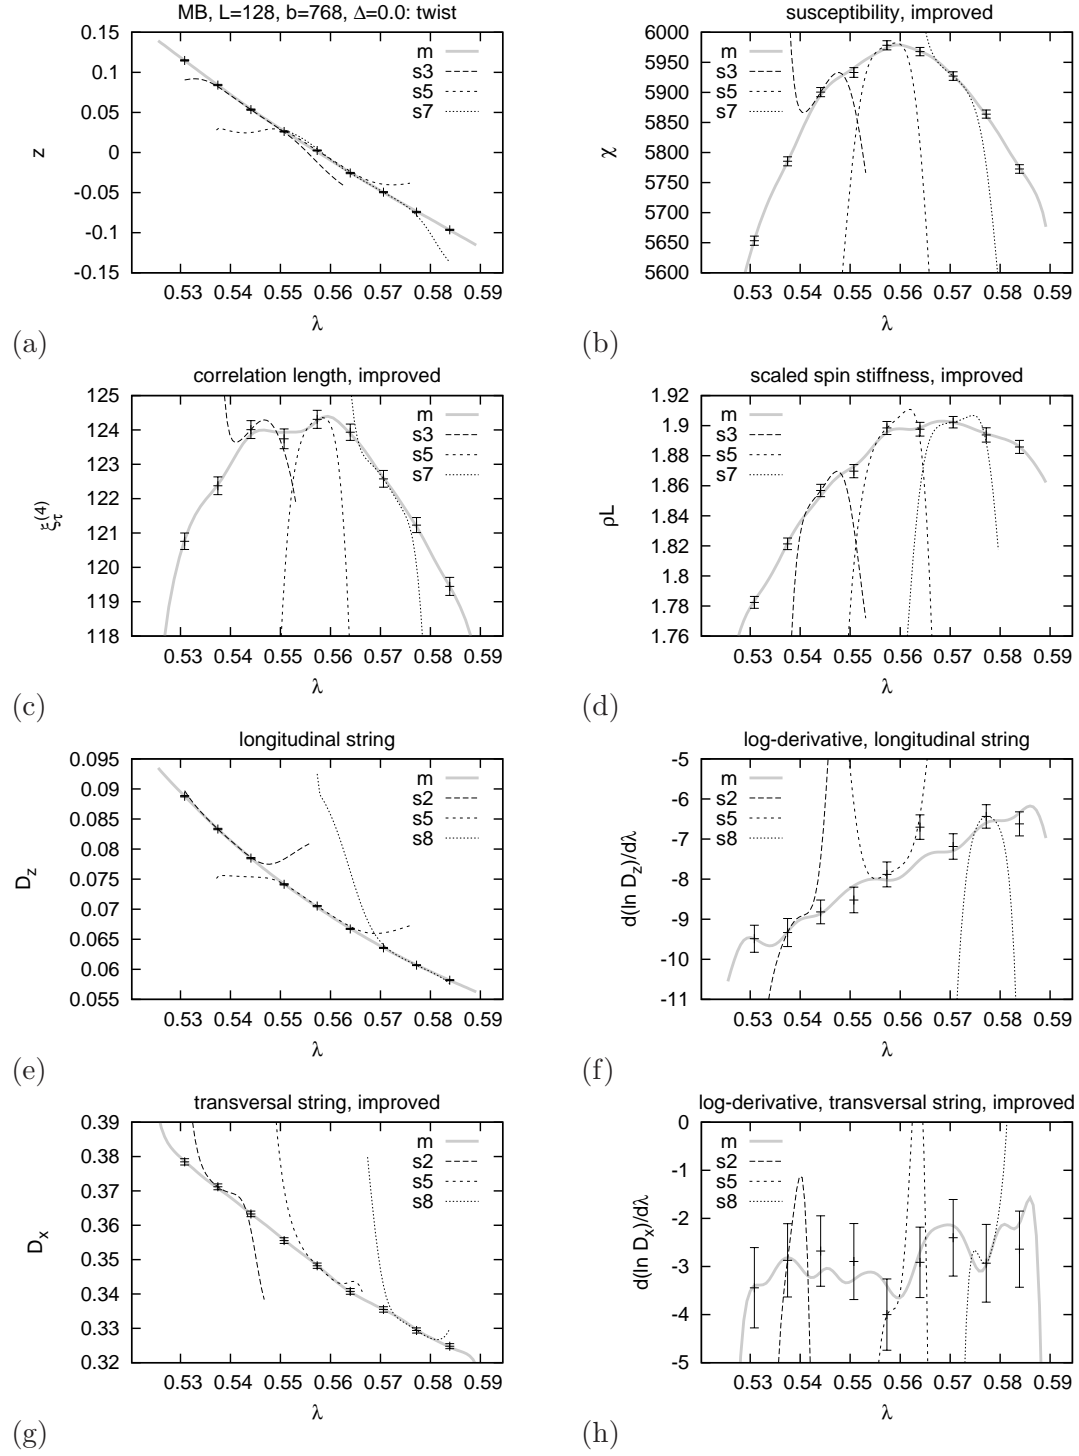 MB, L=128, b=768, Δ=0.0: twist
z
0.15
0.1
0.05
0
-0.05
-0.1
-0.15
m
s3
s5
s7
0.53 0.54 0.55 0.56 0.57 0.58 0.59
λ
(a)
susceptibility, improved
χ
6000
5950
5900
5850
5800
5750
5700
5650
5600
m
s3
s5
s7
0.53 0.54 0.55 0.56 0.57 0.58 0.59
λ
(b)
correlation length, improved
ξτ(4)
125
124
123
122
121
120
119
118
m
s3
s5
s7
0.53 0.54 0.55 0.56 0.57 0.58 0.59
λ
(c)
scaled spin stiffness, improved
ρL
1.92
1.9
1.88
1.86
1.84
1.82
1.8
1.78
1.76
m
s3
s5
s7
0.53 0.54 0.55 0.56 0.57 0.58 0.59
λ
(d)
longitudinal string
Dz
0.095
0.09
0.085
0.08
0.075
0.07
0.065
0.06
0.055
m
s2
s5
s8
0.53 0.54 0.55 0.56 0.57 0.58 0.59
λ
(e)
log-derivative, longitudinal string
d(ln Dz)/dλ
-5
-6
-7
-8
-9
-10
-11
m
s2
s5
s8
0.53 0.54 0.55 0.56 0.57 0.58 0.59
λ
(f)
transversal string, improved
Dx
0.39
0.38
0.37
0.36
0.35
0.34
0.33
0.32
m
s2
s5
s8
0.53 0.54 0.55 0.56 0.57 0.58 0.59
λ
(g)
log-derivative, transversal string, improved
d(ln Dx)/dλ
0
-1
-2
-3
-4
-5
m
s2
s5
s8
0.53 0.54 0.55 0.56 0.57 0.58 0.59
λ
(h)